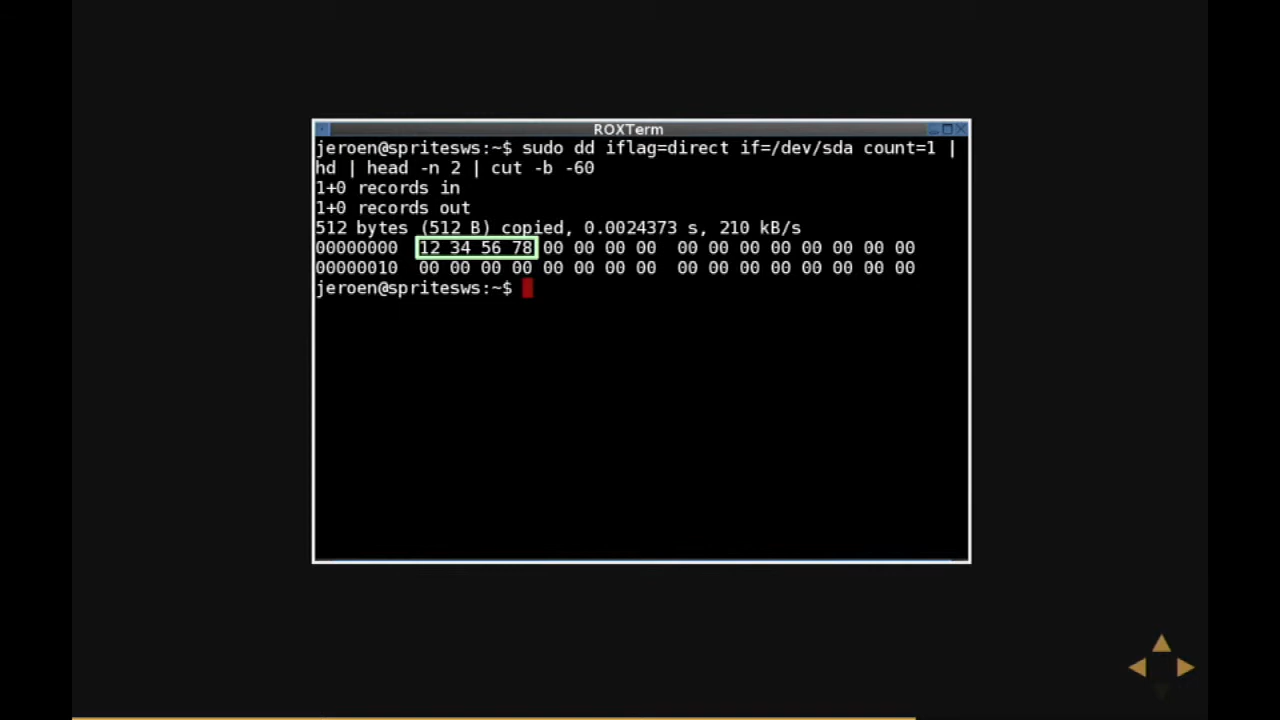 ROXTerm
jeroen@spritesws:~$ sudo dd iflag=direct if=/dev/sda count=1 |
hd | head -n 2 | cut -b -60
1+0 records in
1+0 records out
512 bytes (512 B) copied, 0.0024373 s, 210 kB/s
00000000  12 34 56 78 00 00 00 00  00 00 00 00 00 00 00 00
00000010  00 00 00 00 00 00 00 00  00 00 00 00 00 00 00 00
jeroen@spritesws:~$